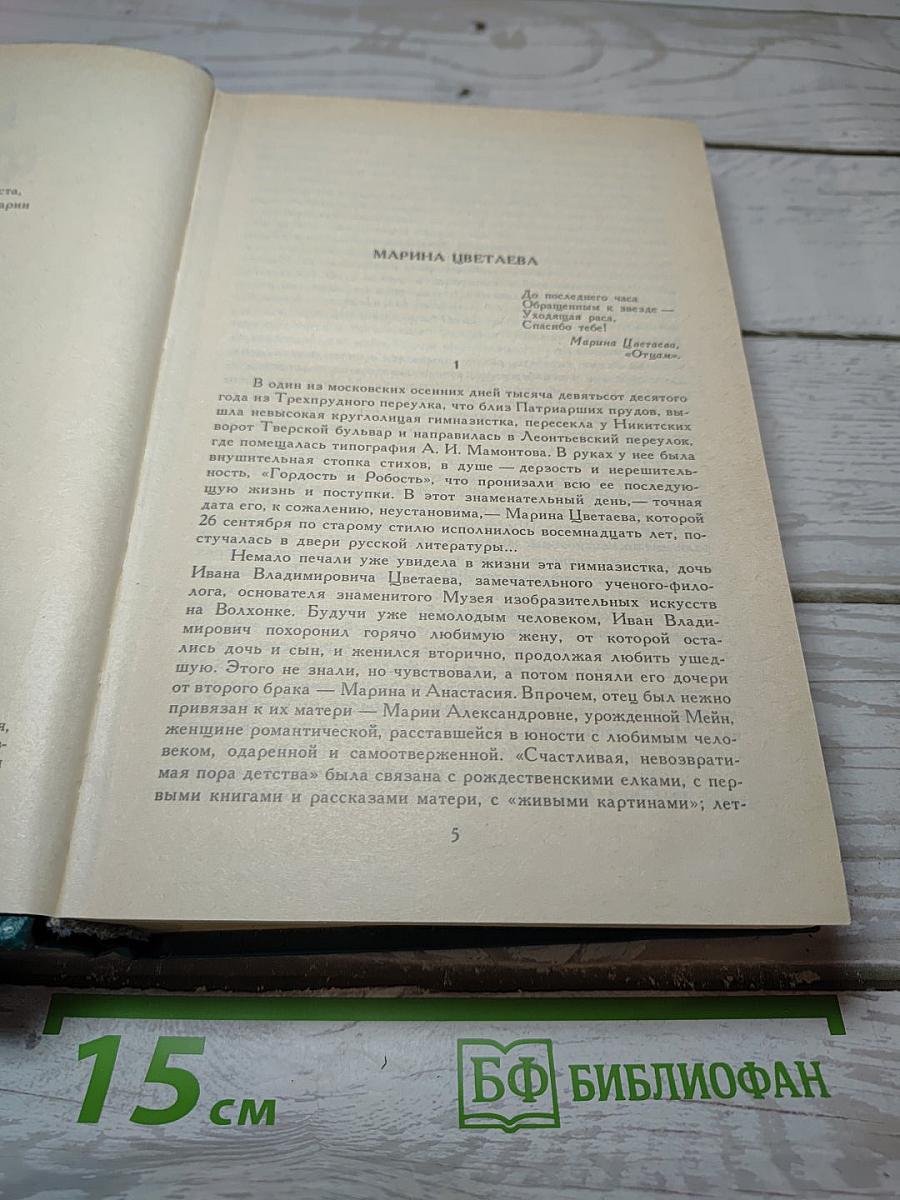 ста,
арии
я,
МАРИНА ЦВЕТАЕВА
До последнего часа
Обращенным к звезде —
Уходящая раса,
Спасибо тебе!
Марина Цветаева,
«Отцам».
1
В один из московских осенних дней тысяча девятьсот десятого
года из Трехпрудного переулка, что близ Патриарших прудов, вы-
шла невысокая круглолицая гимназистка, пересекла у Никитских
ворот Тверской бульвар и направилась в Леонтьевский переулок,
где помещалась типография А. И. Мамонтова. В руках у нее была
внушительная стопка стихов, в душе — дерзость и нерешитель-
ность, «Гордость и Робость», что пронизали всю ее последую-
щую жизнь и поступки. В этот знаменательный день,— точная
дата его, к сожалению, неустановима,— Марина Цветаева, которой
26 сентября по старому стилю исполнилось восемнадцать лет, по-
стучалась в двери русской литературы...
Немало печали уже увидела в жизни эта гимназистка, дочь
Ивана Владимировича Цветаева, замечательного ученого-фило-
лога, основателя знаменитого Музея изобразительных искусств
на Волхонке. Будучи уже немолодым человеком, Иван Влади-
мирович похоронил горячо любимую жену, от которой оста-
лись дочь и сын, и женился вторично, продолжая любить ушед-
шую. Этого не знали, но чувствовали, а потом поняли его дочери
от второго брака — Марина и Анастасия. Впрочем, отец был нежно
привязан к их матери — Марии Александровне, урожденной Мейн,
женщине романтической, расставшейся в юности с любимым чело-
веком, одаренной и самоотверженной. «Счастливая, невозврати-
мая пора детства» была связана с рождественскими елками, с пер-
выми книгами и рассказами матери, с «живыми картинами»; лет-
5
15 см
БФ БИБЛИОФАН